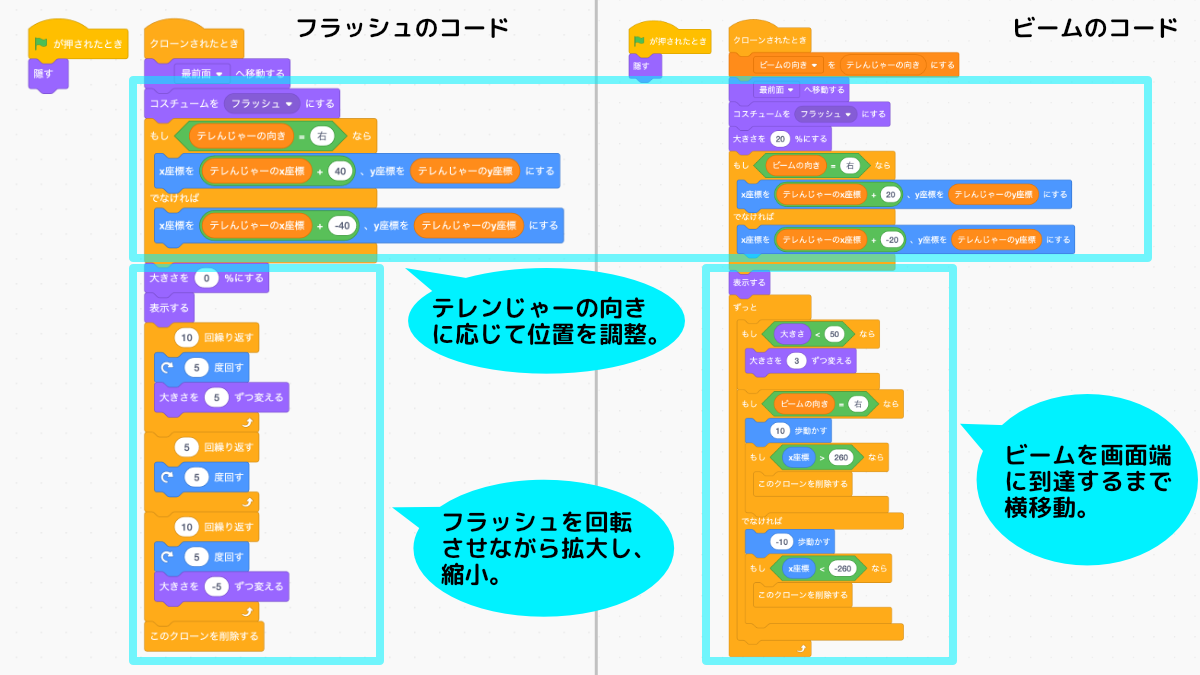 フラッシュのコード
が押されたとき
隠す
クローンされたとき
最前面 へ移動する
コスチュームを フラッシュ にする
もし テレんじゃーの向き = 右 なら
x座標を テレんじゃーのx座標 + 40 、y座標を テレんじゃーのy座標 にする
でなければ
x座標を テレんじゃーのx座標 + -40 、y座標を テレんじゃーのy座標 にする
大きさを 0 %にする
表示する
10 回繰り返す
5 度回す
大きさを 5 ずつ変える
5 回繰り返す
5 度回す
10 回繰り返す
5 度回す
大きさを -5 ずつ変える
このクローンを削除する
テレンじゃーの向き
に応じて位置を調整。
フラッシュを回転
させながら拡大し、
縮小。
ビームのコード
が押されたとき
隠す
クローンされたとき
ビームの向き を テレんじゃーの向き にする
最前面 へ移動する
コスチュームを フラッシュ にする
大きさを 20 %にする
もし ビームの向き = 右 なら
x座標を テレんじゃーのx座標 + 20 、y座標を テレんじゃーのy座標 にする
でなければ
x座標を テレんじゃーのx座標 + -20 、y座標を テレんじゃーのy座標 にする
表示する
ずっと
もし 大きさ < 50 なら
大きさを 3 ずつ変える
もし ビームの向き = 右 なら
10 歩動かす
もし x座標 > 260 なら
このクローンを削除する
でなければ
-10 歩動かす
もし x座標 < -260 なら
このクローンを削除する
ビームを画面端
に到達するまで
横移動。